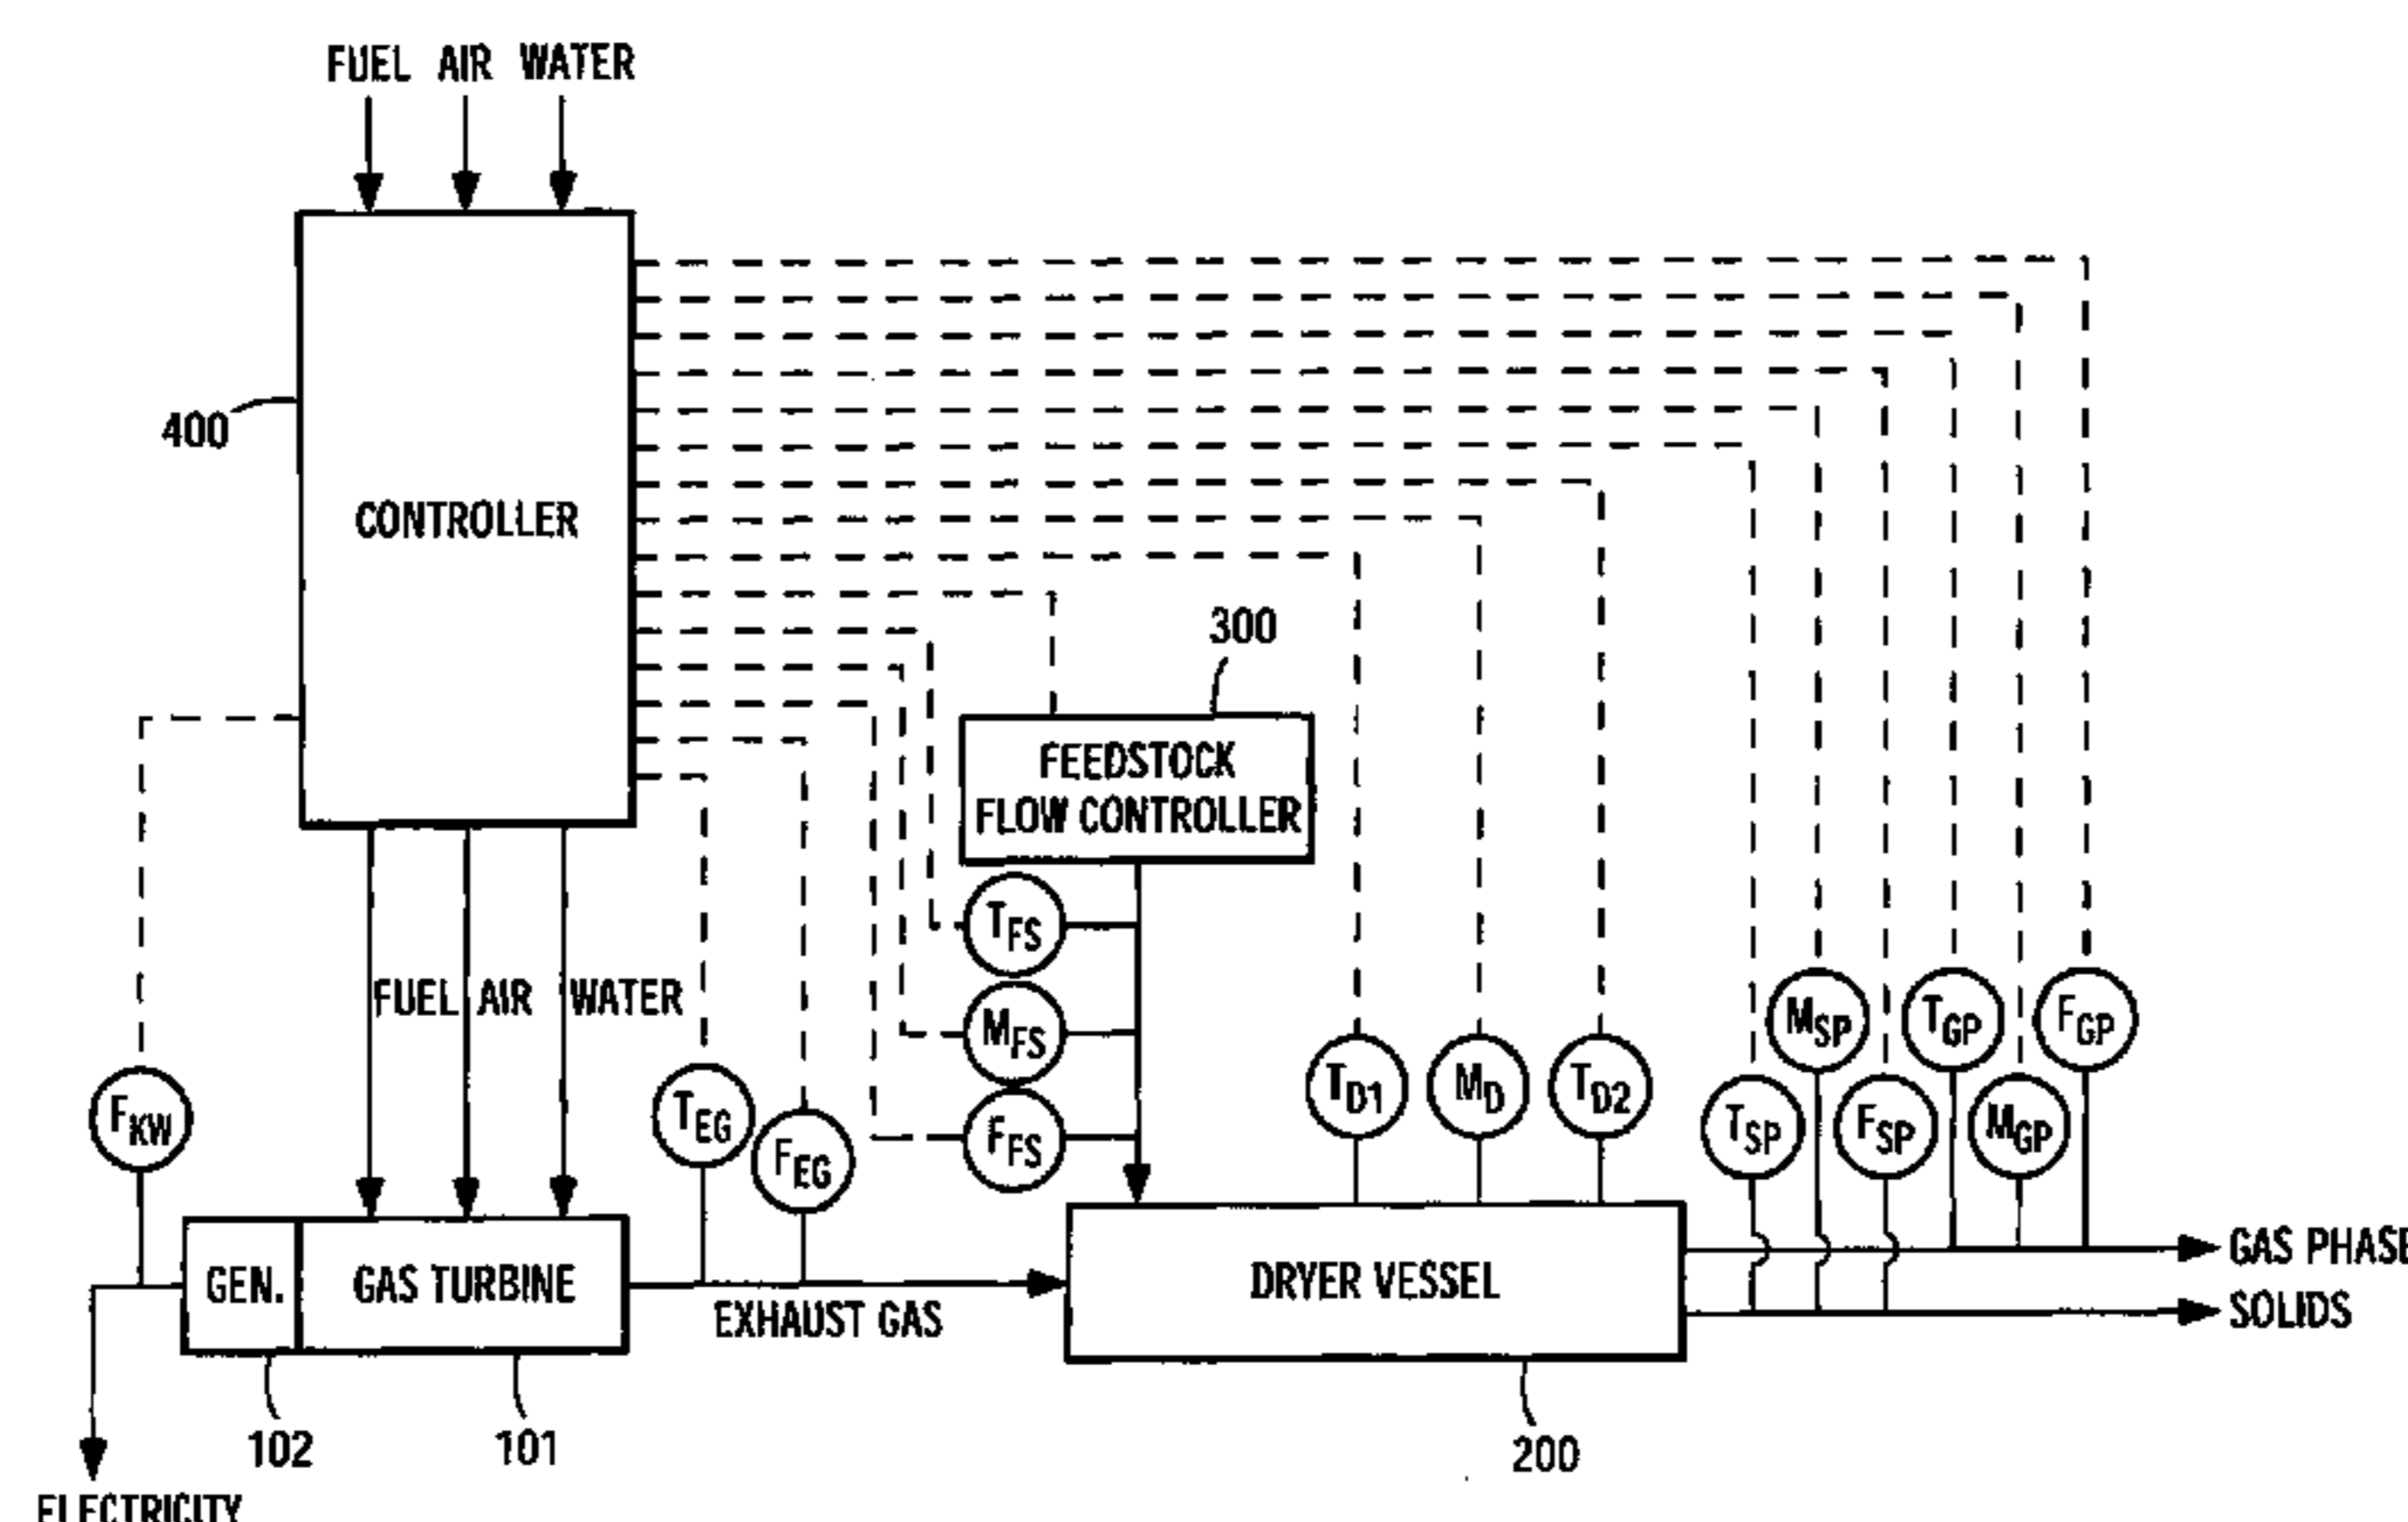 FUEL AIR WATER
400
CONTROLLER
300
FEEDSTOCK
FLOW CONTROLLER
TFS
FUEL AIR WATER
MFS
MSP TGP FGP
FKW TEG FEG FFS TD1 MD TD2 TSP FSP MGP
GEN. GAS TURBINE
EXHAUST GAS
DRYER VESSEL
GAS PHASE
SOLIDS
102 101 200
ELECTRICITY